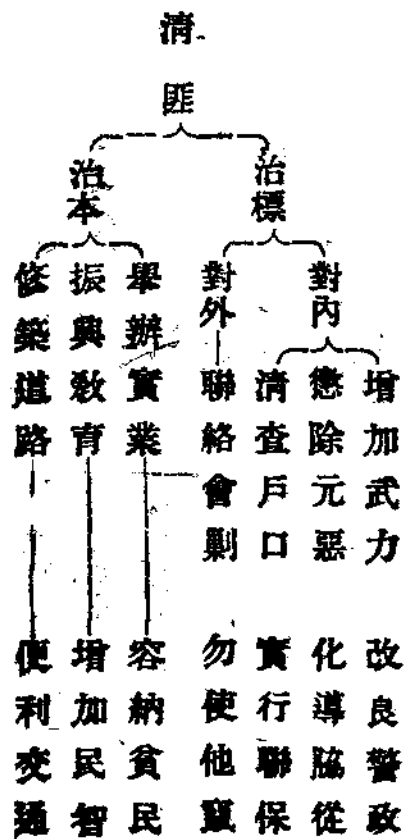 清匪
治標
對內
增加武力 改良警政
懲除元惡 化導脇從
清查戶口 實行聯保
對外
聯絡會剿 勿使他竄
治本
舉辦實業 容納貧民
振興教育 增加民智
修築道路 便利交通